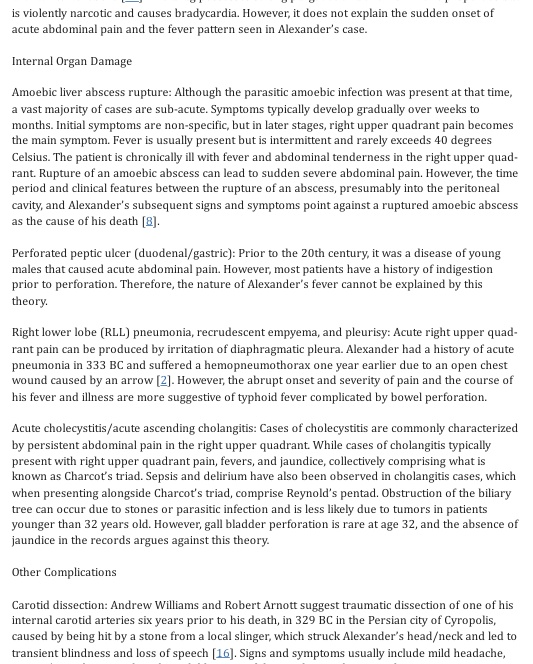 is violently narcotic and causes bradycardia. However, it does not explain the sudden onset of
acute abdominal pain and the fever pattern seen in Alexander's case.
Internal Organ Damage
Amoebic liver abscess rupture: Although the parasitic amoebic infection was present at that time,
a vast majority of cases are sub-acute. Symptoms typically develop gradually over weeks to
months. Initial symptoms are non-specific, but in later stages, right upper quadrant pain becomes
the main symptom. Fever is usually present but is intermittent and rarely exceeds 40 degrees
Celsius. The patient is chronically ill with fever and abdominal tenderness in the right upper quad-
rant. Rupture of an amoebic abscess can lead to sudden severe abdominal pain. However, the time
period and clinical features between the rupture of an abscess, presumably into the peritoneal
cavity, and Alexander's subsequent signs and symptoms point against a ruptured amoebic abscess
as the cause of his death [8].
Perforated peptic ulcer (duodenal/gastric): Prior to the 20th century, it was a disease of young
males that caused acute abdominal pain. However, most patients have a history of indigestion
prior to perforation. Therefore, the nature of Alexander's fever cannot be explained by this
theory.
Right lower lobe (RLL) pneumonia, recrudescent empyema, and pleurisy: Acute right upper quad-
rant pain can be produced by irritation of diaphragmatic pleura. Alexander had a history of acute
pneumonia in 333 BC and suffered a hemopneumothorax one year earlier due to an open chest
wound caused by an arrow [2]. However, the abrupt onset and severity of pain and the course of
his fever and illness are more suggestive of typhoid fever complicated by bowel perforation.
Acute cholecystitis/acute ascending cholangitis: Cases of cholecystitis are commonly characterized
by persistent abdominal pain in the right upper quadrant. While cases of cholangitis typically
present with right upper quadrant pain, fevers, and jaundice, collectively comprising what is
known as Charcot's triad. Sepsis and delirium have also been observed in cholangitis cases, which
when presenting alongside Charcot's triad, comprise Reynold's pentad. Obstruction of the biliary
tree can occur due to stones or parasitic infection and is less likely due to tumors in patients
younger than 32 years old. However, gall bladder perforation is rare at age 32, and the absence of
jaundice in the records argues against this theory.
Other Complications
Carotid dissection: Andrew Williams and Robert Arnott suggest traumatic dissection of one of his
internal carotid arteries six years prior to his death, in 329 BC in the Persian city of Cyropolis,
caused by being hit by a stone from a local slinger, which struck Alexander's head/neck and led to
transient blindness and loss of speech [16]. Signs and symptoms usually include mild headache,